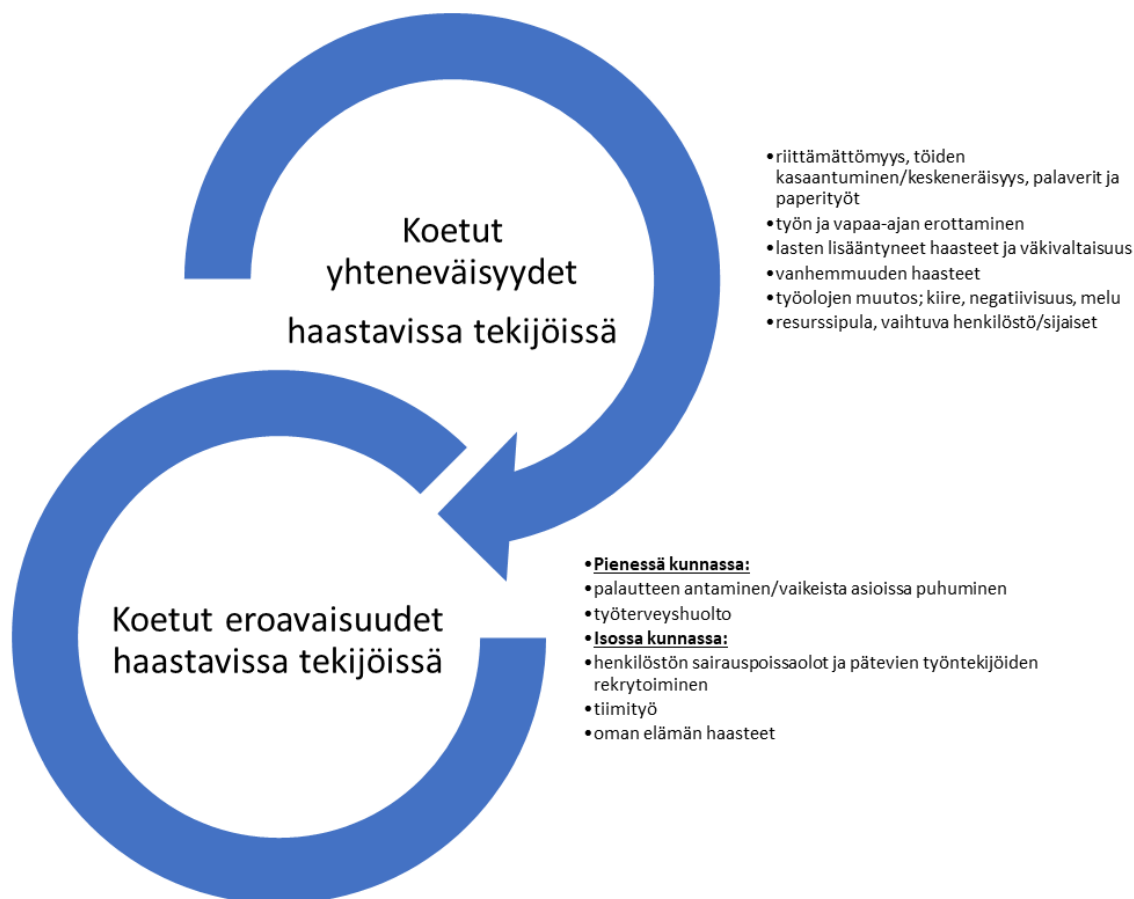 Koetut
yhteneväisyydet
haastavissa tekijöissä
•riittämättömyys, töiden
kasaantuminen/keskeneräisyys, palaverit ja
paperityöt
•työn ja vapaa-ajan erottaminen
•lasten lisääntyneet haasteet ja väkivaltaisuus
•vanhemmuuden haasteet
•työolojen muutos; kiire, negatiivisuus, melu
•resurssipula, vaihtuva henkilöstö/sijaiset
Koetut eroavaisuudet
haastavissa tekijöissä
•Pienessä kunnassa:
•palautteen antaminen/vaikeista asioissa puhuminen
•työterveyshuolto
•Isossa kunnassa:
•henkilöstön sairauspoissaolot ja pätevien työntekijöiden
rekrytoiminen
•tiimityö
•oman elämän haasteet